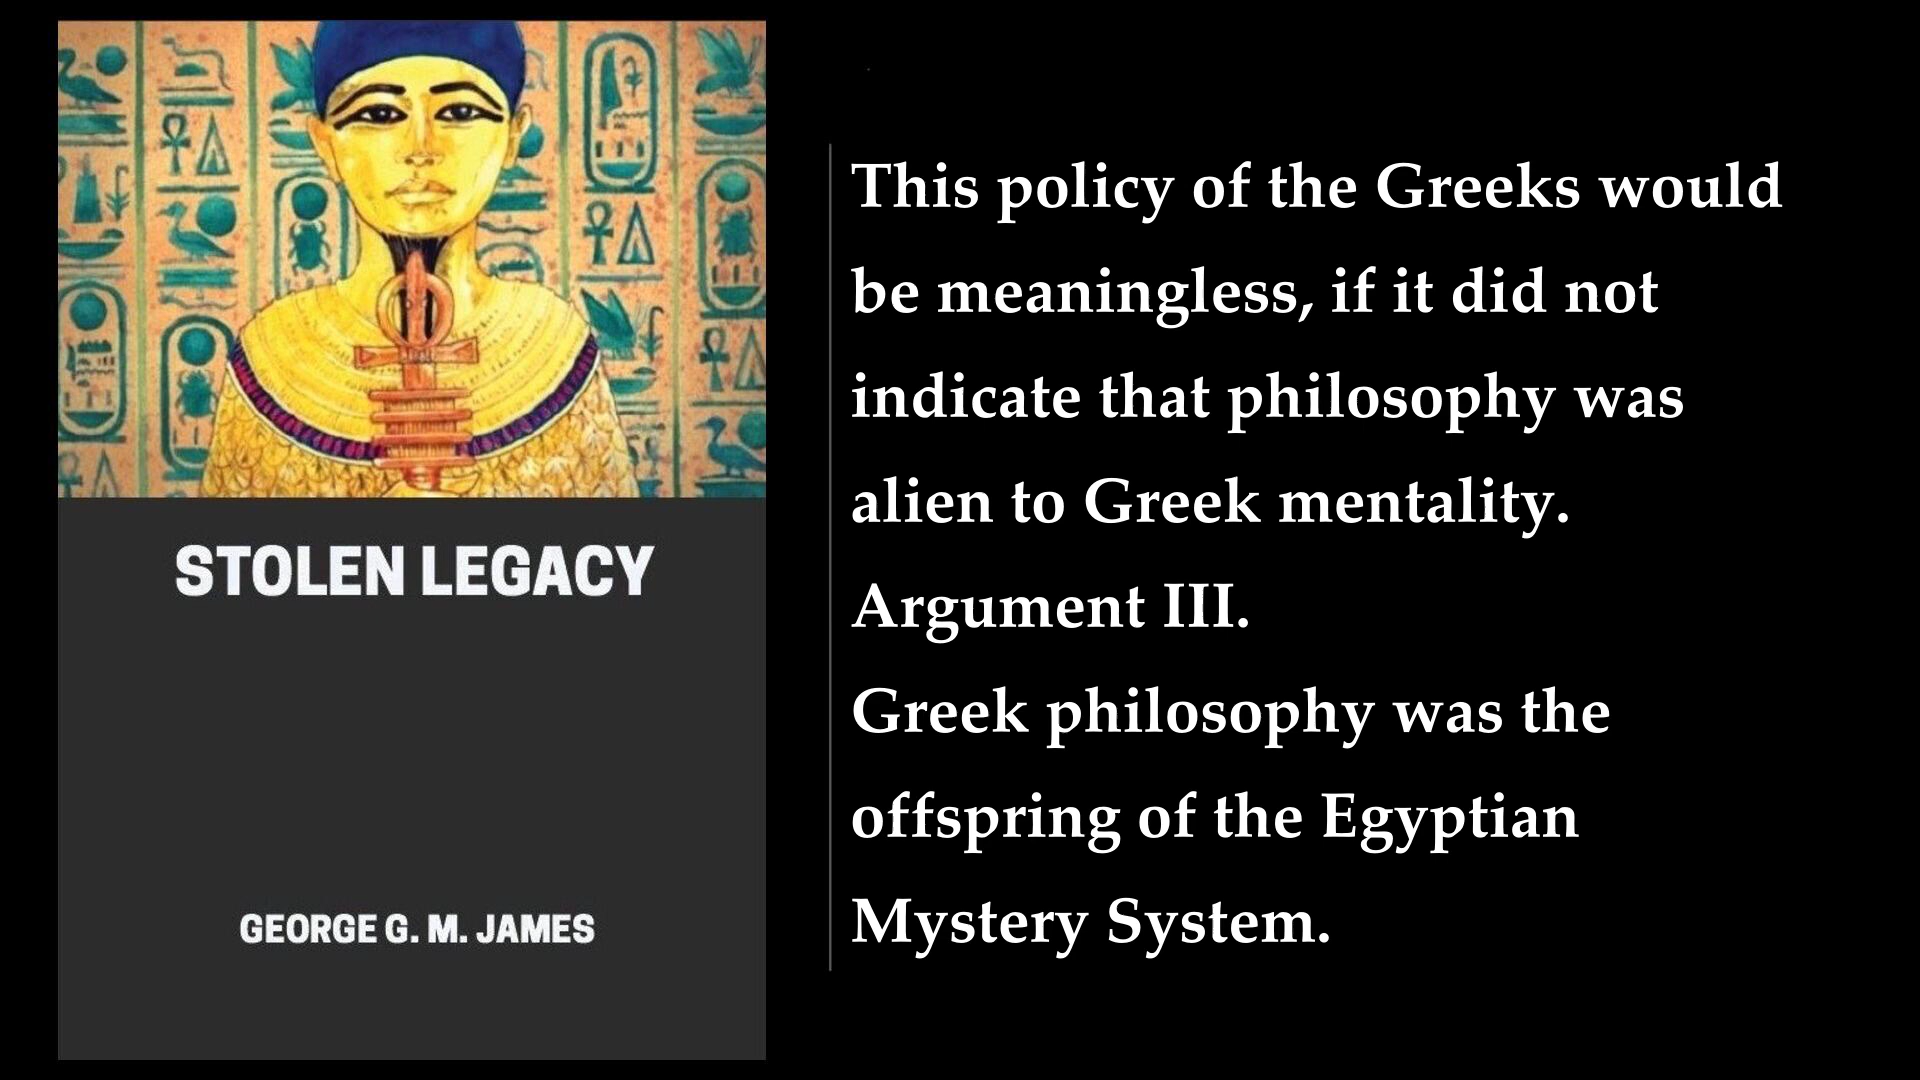 STOLEN LEGACY
GEORGE G. M. JAMES
This policy of the Greeks would
be meaningless, if it did not
indicate that philosophy was
alien to Greek mentality.
Argument III.
Greek philosophy was the
offspring of the Egyptian
Mystery System.